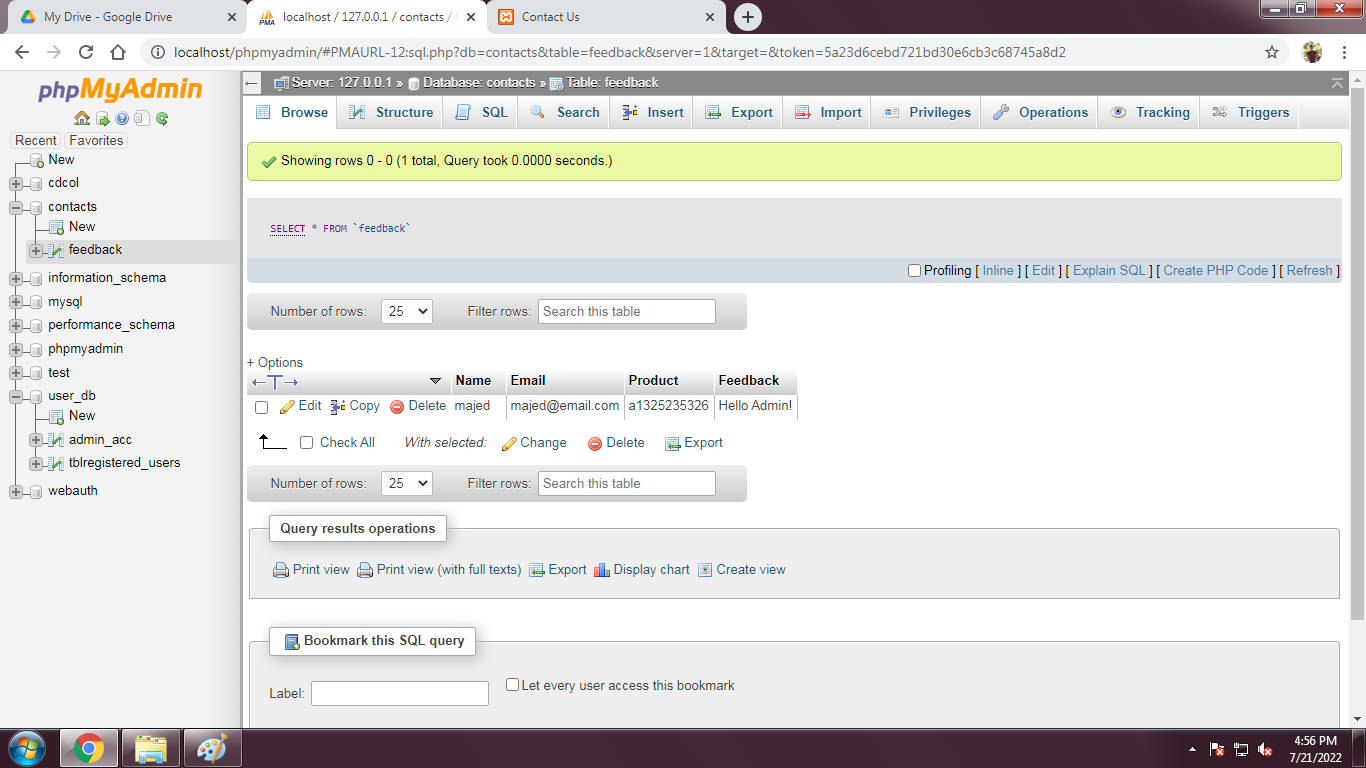 My Drive - Google Drive
localhost / 127.0.0.1 / contacts / f
Contact Us
localhost/phpmyadmin/#PMAURL-12:sql.php?db=contacts&table=feedback&server=1&target=&token=5a23d6cebd721bd30e6cb3c68745a8d2
phpMyAdmin
Recent Favorites
New
cdcol
contacts
New
feedback
information_schema
mysql
performance_schema
phpmyadmin
test
user_db
New
admin_acc
tblregistered_users
webauth
Server: 127.0.0.1 » Database: contacts » Table: feedback
Browse Structure SQL Search Insert Export Import Privileges Operations Tracking Triggers
Showing rows 0 - 0 (1 total, Query took 0.0000 seconds.)
SELECT * FROM `feedback`
Profiling [ Inline ] [ Edit ] [ Explain SQL ] [ Create PHP Code ] [ Refresh ]
Number of rows: 25 Filter rows: Search this table
+ Options
←T→ Name Email Product Feedback
Edit Copy Delete majed majed@email.com a1325235326 Hello Admin!
Check All With selected: Change Delete Export
Number of rows: 25 Filter rows: Search this table
Query results operations
Print view Print view (with full texts) Export Display chart Create view
Bookmark this SQL query
Label: Let every user access this bookmark
4:56 PM
7/21/2022